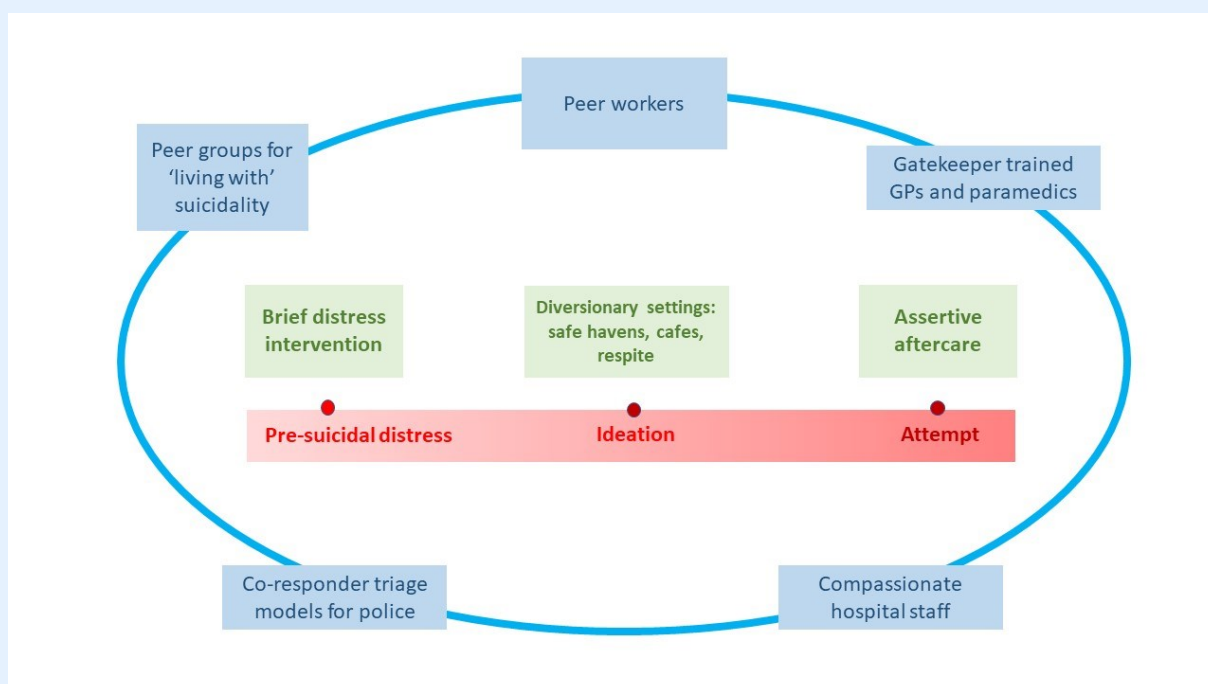 Peer workers
Peer groups for
‘living with’
suicidality
Gatekeeper trained
GPs and paramedics
Brief distress
intervention
Diversionary settings:
safe havens, cafes,
respite
Assertive
aftercare
Pre-suicidal distress
Ideation
Attempt
Co-responder triage
models for police
Compassionate
hospital staff